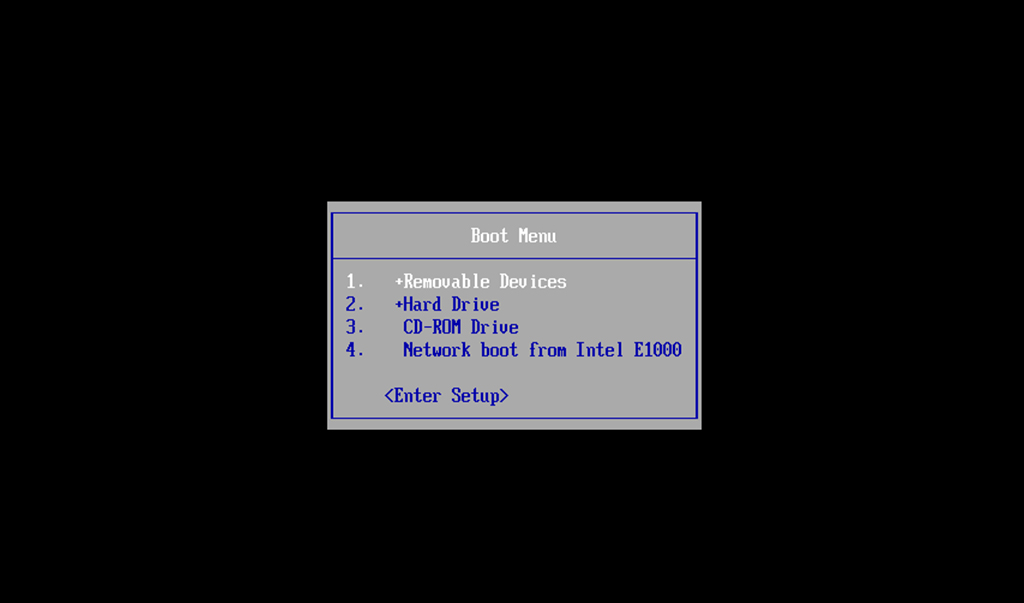 Boot Menu
1. +Removable Devices
2. +Hard Drive
3. CD-ROM Drive
4. Network boot from Intel E1000
<Enter Setup>